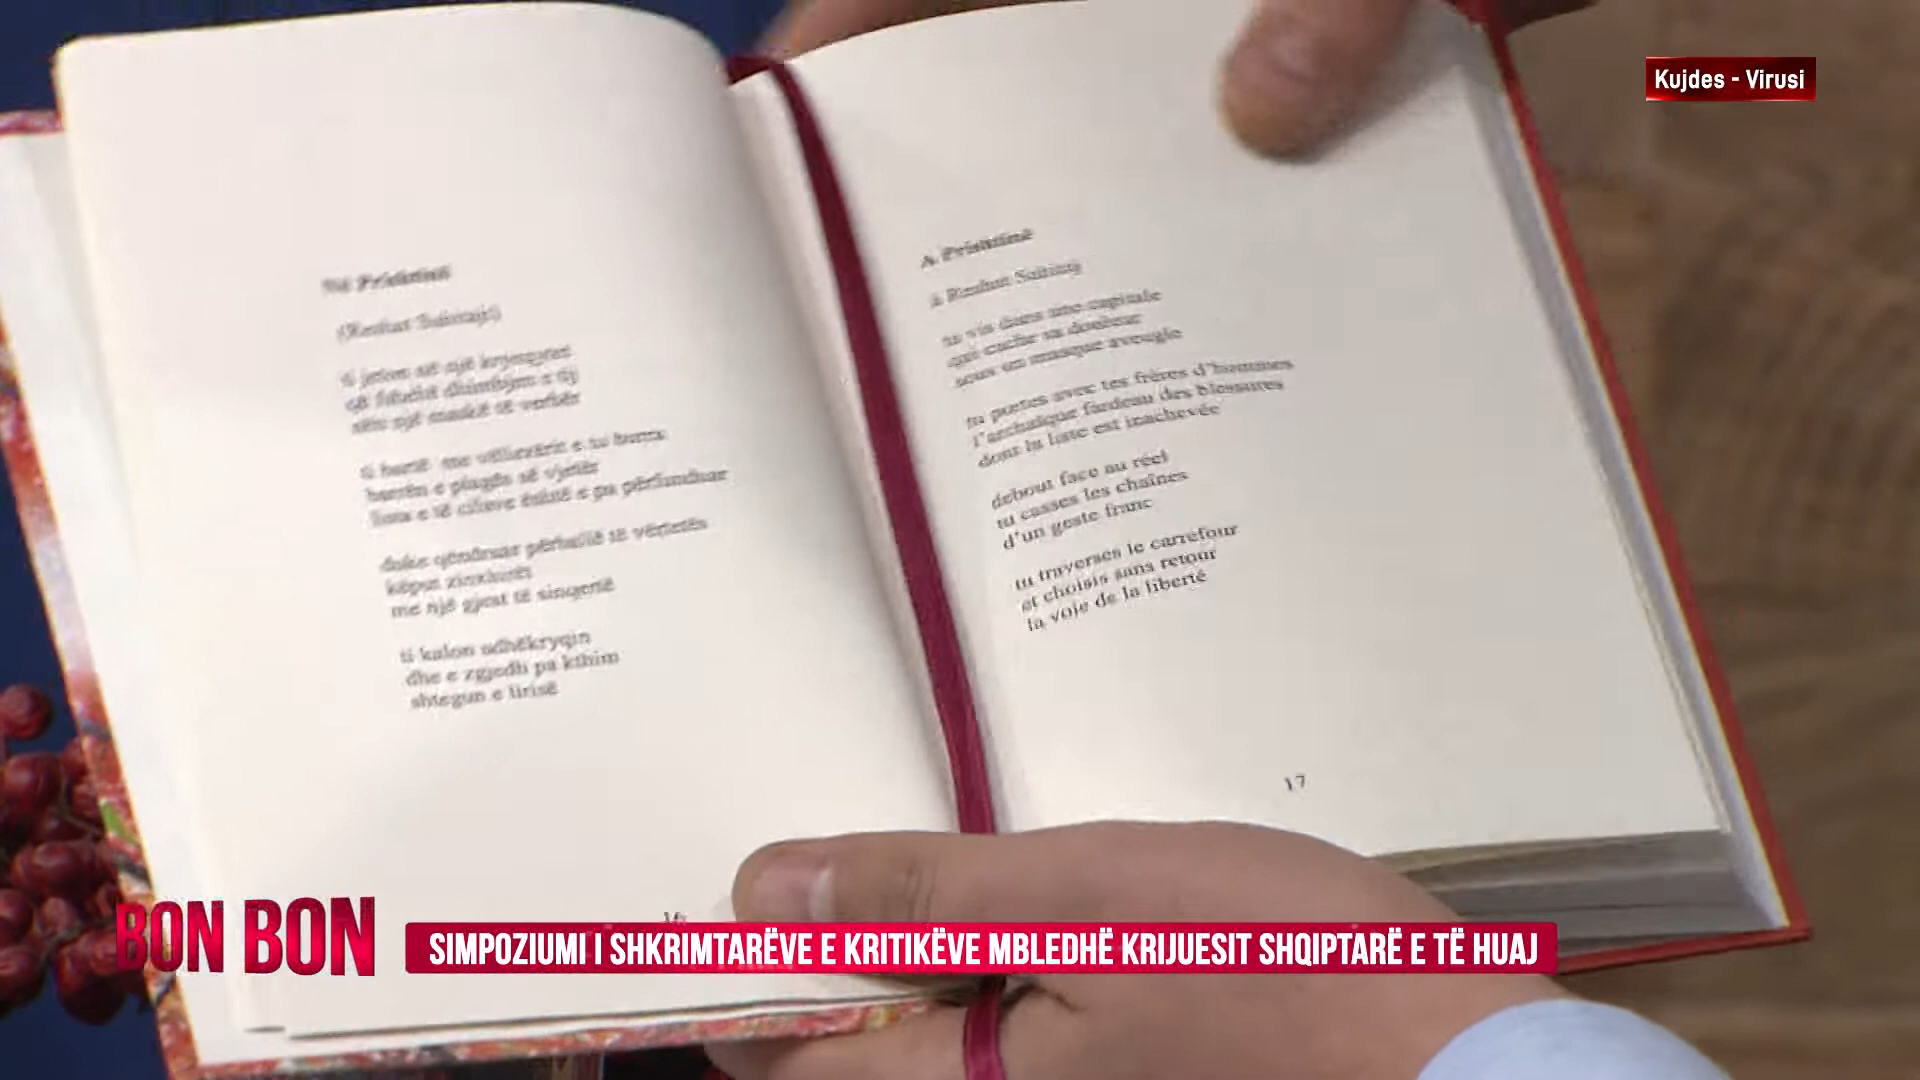 Kujdes - Virusi
Në Prishtinë
ti jeton në një kryeqytet
që fsheh dhimbjen e tij
nën një maskë të verbër
ti bartë me vëllezërit e tu burra
barrën e plagës së vjetër
lista e të cilave është e pa përfunduar
duke qëndruar përballë të vërtetës
këput zinxhirët
me një gjest të sinqertë
ti kalon udhëkryqin
dhe e zgjedh pa kthim
shtegun e lirisë
16
A Prishtinë
à
tu vis dans une capitale
qui cache sa douleur
sous un masque aveugle
tu portes avec tes frères d'hommes
l'archaïque fardeau des blessures
dont la liste est inachevée
debout face au réel
tu casses les chaînes
d'un geste franc
tu traverses le carrefour
et choisis sans retour
la voie de la liberté
17
BON BON
SIMPOZIUMI I SHKRIMTARËVE E KRITIKËVE MBLEDHË KRIJUESIT SHQIPTARË E TË HUAJ